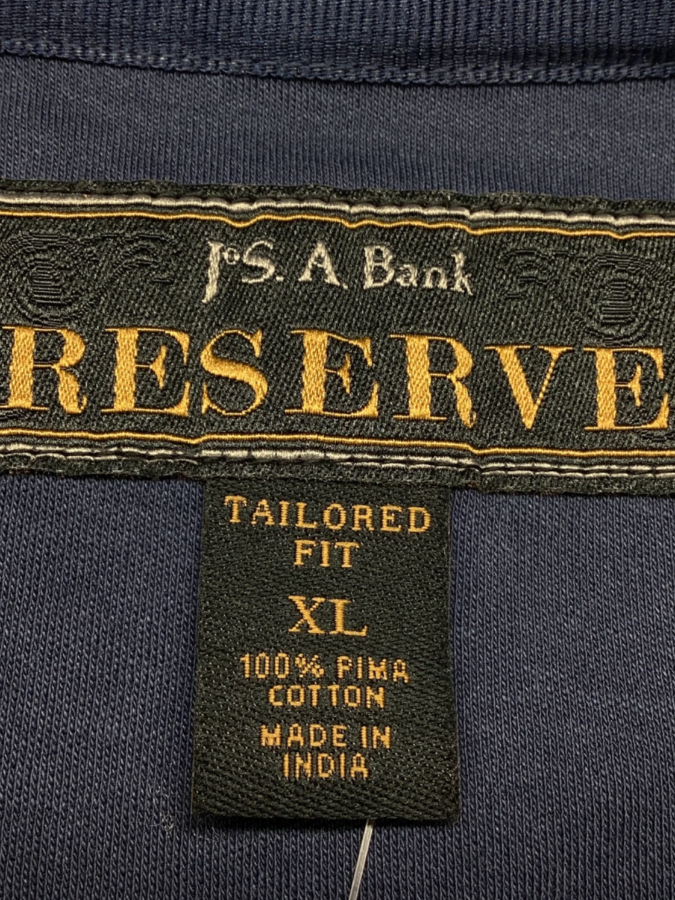 JoS. A. Bank
RESERVE
TAILORED
FIT
XL
100% PIMA
COTTON
MADE IN
INDIA